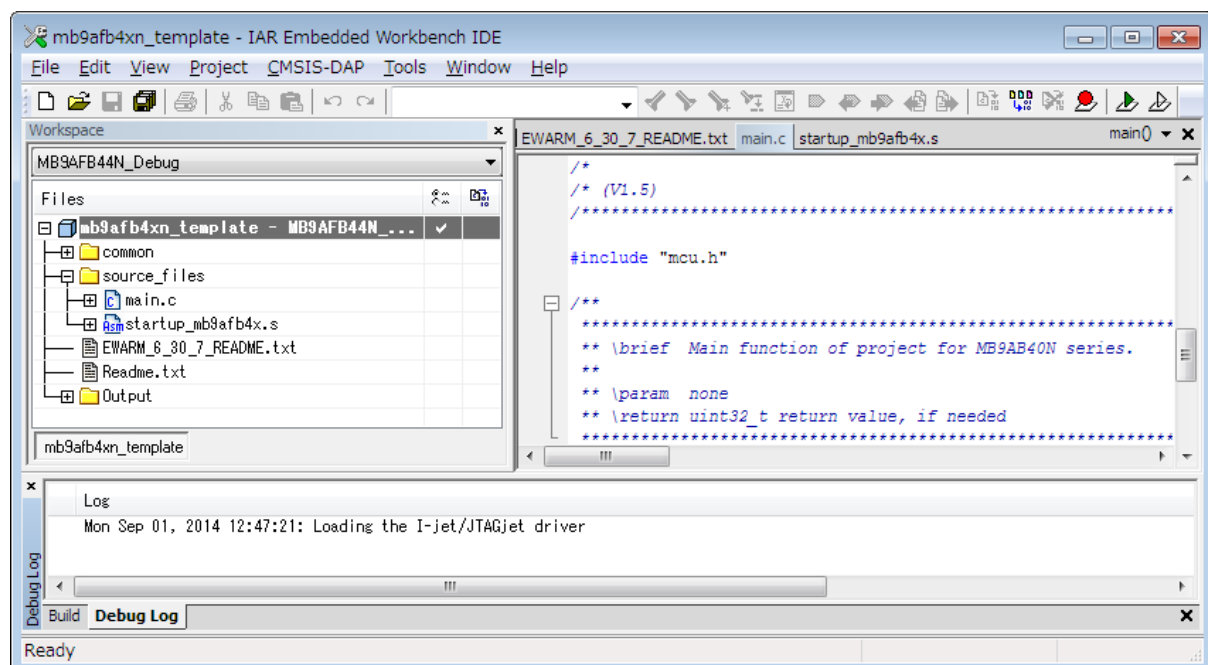 mb9afb4xn_template - IAR Embedded Workbench IDE
File Edit View Project CMSIS-DAP Tools Window Help
Workspace
MB9AFB44N_Debug
Files
mb9afb4xn_template - MB9AFB44N_...
common
source_files
main.c
startup_mb9afb4x.s
EWARM_6_30_7_README.txt
Readme.txt
Output
mb9afb4xn_template
EWARM_6_30_7_README.txt main.c startup_mb9afb4x.s main()
/*
/* (V1.5)
/************************************************************
#include "mcu.h"
/**
************************************************************
** \brief Main function of project for MB9AB40N series.
**
** \param none
** \return uint32_t return value, if needed
************************************************************
Log
Mon Sep 01, 2014 12:47:21: Loading the I-jet/JTAGjet driver
Debug Log
Build Debug Log
Ready